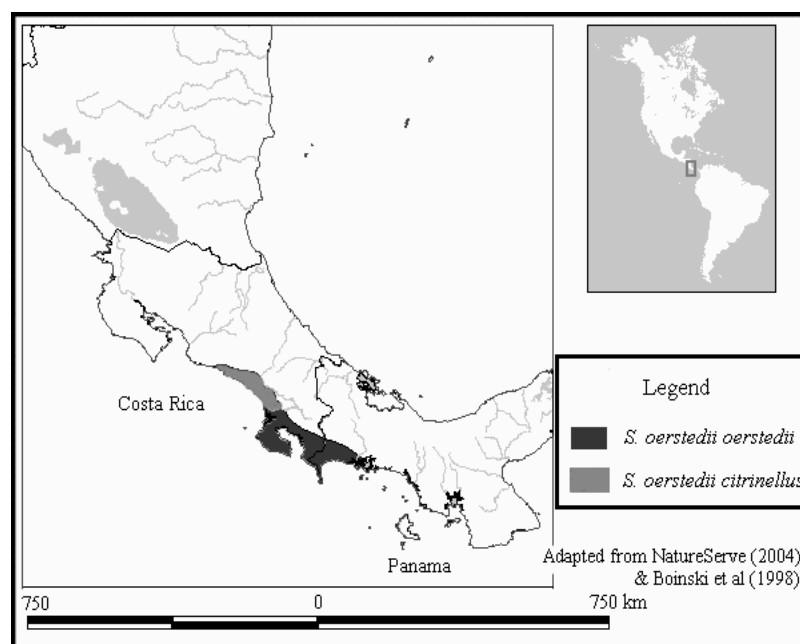 Costa Rica
Panama
Legend
S. oerstedii oerstedii
S. oerstedii citrinellus
Adapted from NatureServe (2004)
& Boinski et al (1998)
750 0 750 km